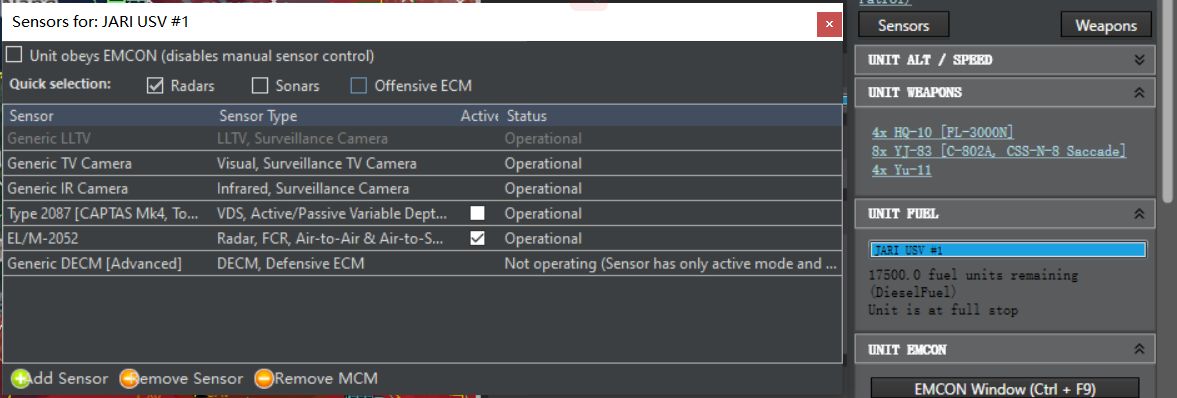 Patrol)
Sensors for: JARI USV #1
×
Sensors
Weapons
Unit obeys EMCON (disables manual sensor control)
Quick selection:
Radars
Sonars
Offensive ECM
Sensor
Sensor Type
Active
Status
Generic LLTV
LLTV, Surveillance Camera
Operational
Generic TV Camera
Visual, Surveillance TV Camera
Operational
Generic IR Camera
Infrared, Surveillance Camera
Operational
Type 2087 [CAPTAS Mk4, To...
VDS, Active/Passive Variable Dept...
Operational
EL/M-2052
Radar, FCR, Air-to-Air & Air-to-S...
Operational
Generic DECM [Advanced]
DECM, Defensive ECM
Not operating (Sensor has only active mode and ...
Add Sensor
Remove Sensor
Remove MCM
UNIT ALT / SPEED
UNIT WEAPONS
4x HQ-10 [FL-3000N]
8x YJ-83 [C-802A, CSS-N-8 Saccade]
4x Yu-11
UNIT FUEL
JARI USV #1
17500.0 fuel units remaining
(DieselFuel)
Unit is at full stop
UNIT EMCON
EMCON Window (Ctrl + F9)